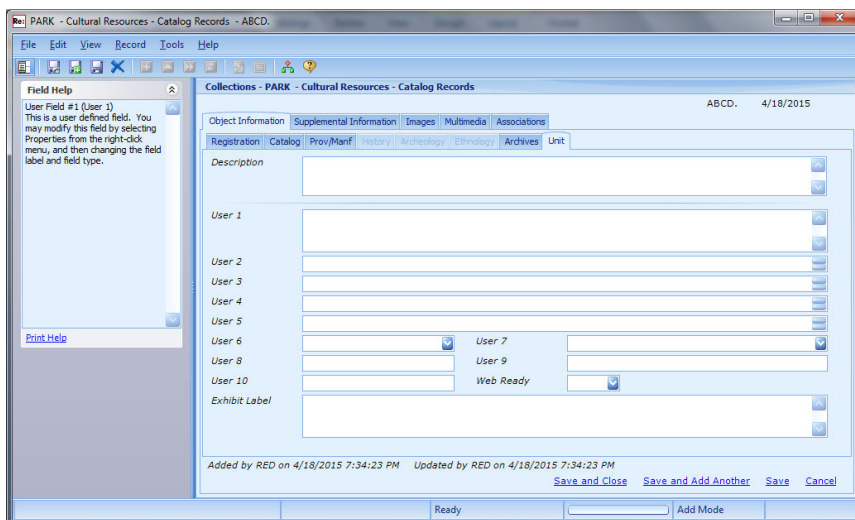 Re: PARK - Cultural Resources - Catalog Records - ABCD.
File Edit View Record Tools Help
Field Help
User Field #1 (User 1)
This is a user defined field. You
may modify this field by selecting
Properties from the right-click
menu, and then changing the field
label and field type.
Print Help
Collections - PARK - Cultural Resources - Catalog Records
ABCD. 4/18/2015
Object Information Supplemental Information Images Multimedia Associations
Registration Catalog Prov/Manf History Archeology Ethnology Archives Unit
Description
User 1
User 2
User 3
User 4
User 5
User 6 User 7
User 8 User 9
User 10 Web Ready
Exhibit Label
Added by RED on 4/18/2015 7:34:23 PM Updated by RED on 4/18/2015 7:34:23 PM
Save and Close Save and Add Another Save Cancel
Ready Add Mode